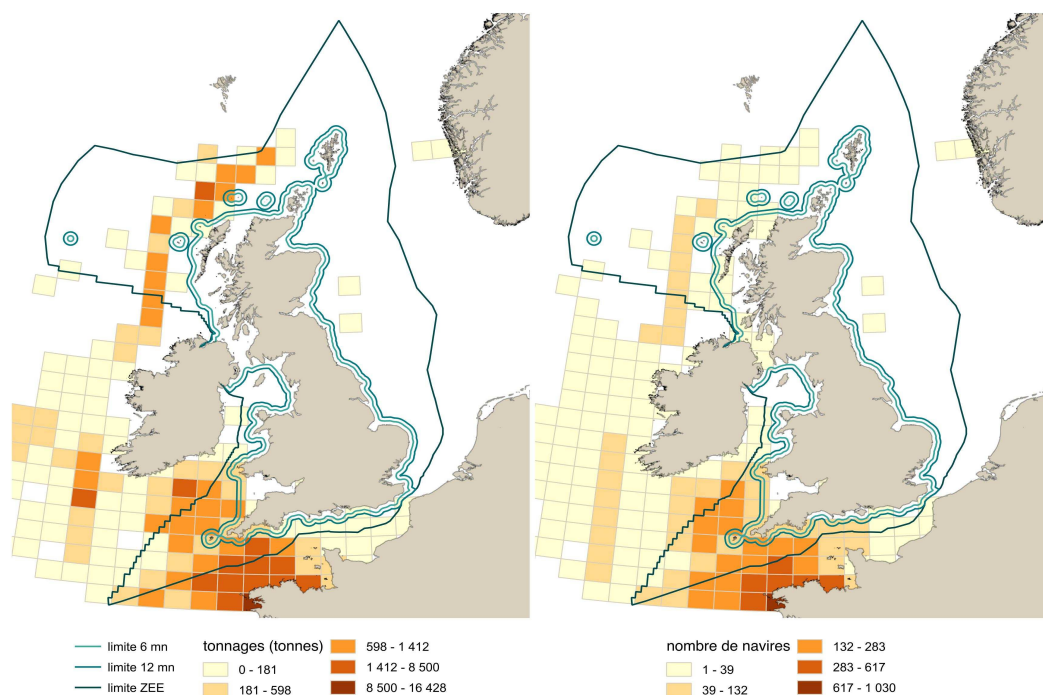 limite 6 mn
limite 12 mn
limite ZEE
tonnages (tonnes)
0 - 181
181 - 598
598 - 1 412
1 412 - 8 500
8 500 - 16 428
nombre de navires
1 - 39
39 - 132
132 - 283
283 - 617
617 - 1 030